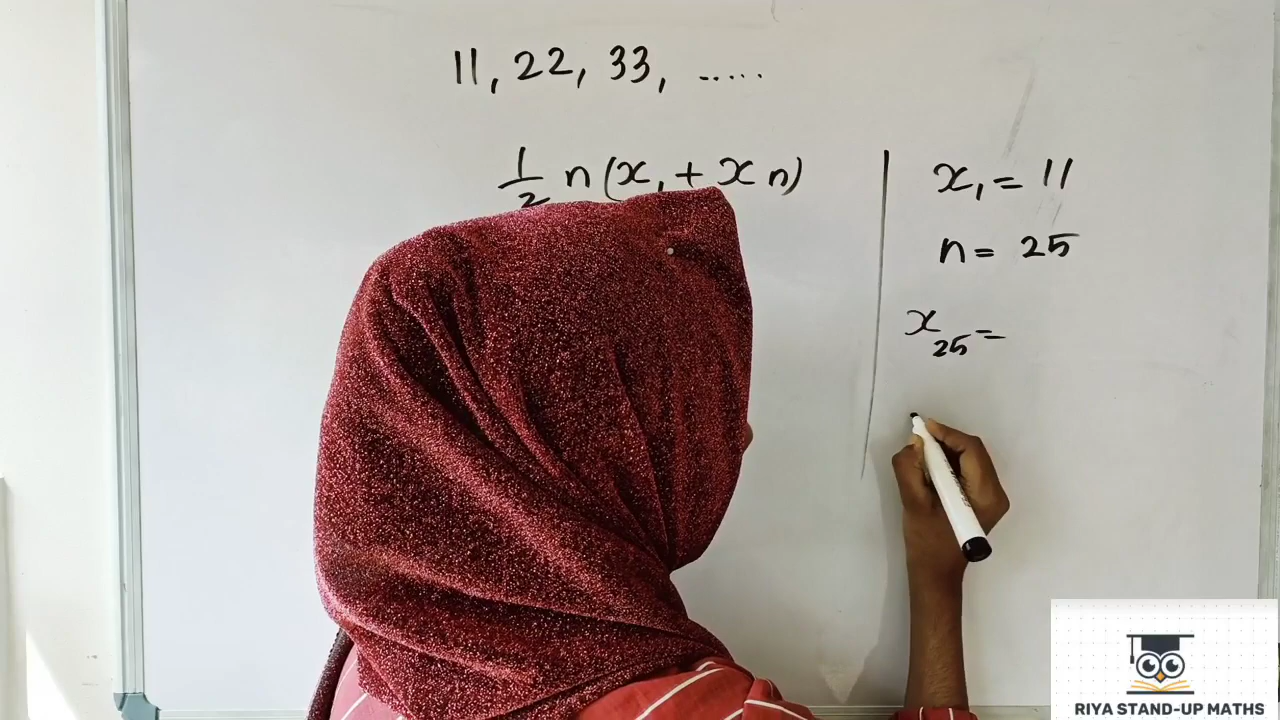 11, 22, 33, .....
1/2 n (x₁ + xn)
x₁ = 11
n = 25
x₂₅ =
RIYA STAND-UP MATHS